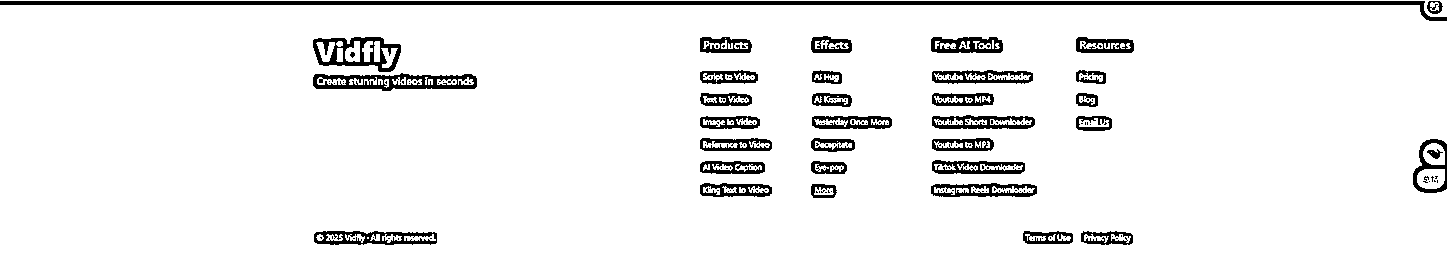 Vidfly
Create stunning videos in seconds
Products
Script to Video
Text to Video
Image to Video
Reference to Video
AI Video Caption
Kling Text to Video
Effects
AI Hug
AI Kissing
Yesterday Once More
Decapitate
Eye-pop
More
Free AI Tools
Youtube Video Downloader
Youtube to MP4
Youtube Shorts Downloader
Youtube to MP3
Tiktok Video Downloader
Instagram Reels Downloader
Resources
Pricing
Blog
Email Us
© 2025 Vidfly · All rights reserved.
Terms of Use
Privacy Policy